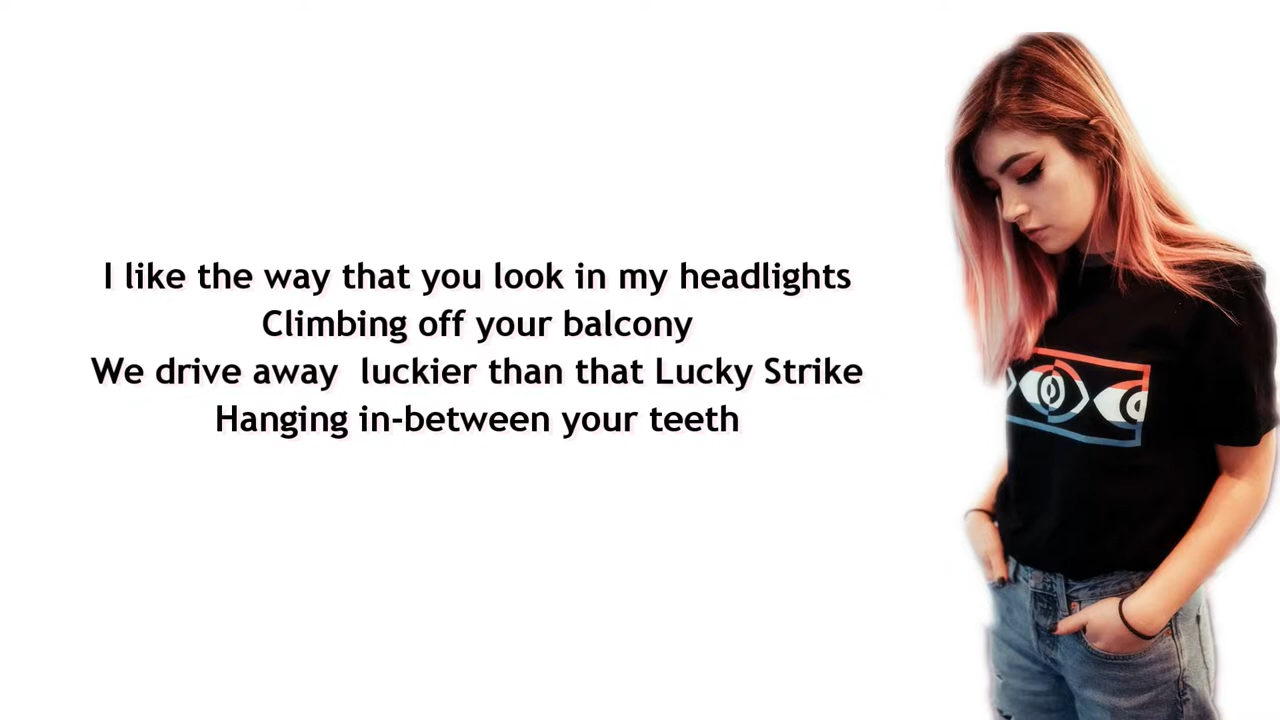 I like the way that you look in my headlights
Climbing off your balcony
We drive away  luckier than that Lucky Strike
Hanging in-between your teeth